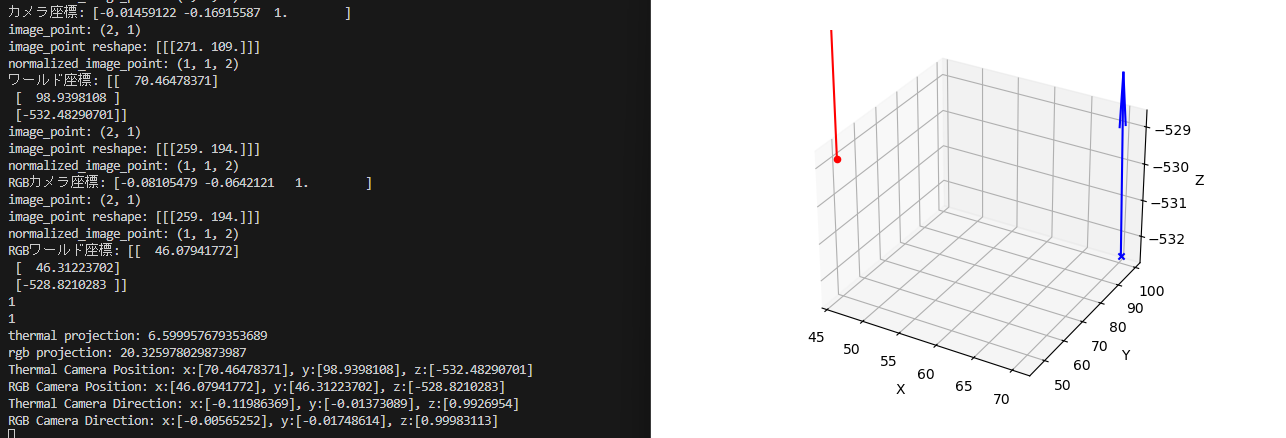 カメラ座標: [-0.01459122 -0.16915587  1.        ]
image_point: (2, 1)
image_point reshape: [[[271. 109.]]]
normalized_image_point: (1, 1, 2)
ワールド座標: [[  70.46478371]
 [  98.9398108 ]
 [-532.48290701]]
image_point: (2, 1)
image_point reshape: [[[259. 194.]]]
normalized_image_point: (1, 1, 2)
RGBカメラ座標: [-0.08105479 -0.0642121   1.        ]
image_point: (2, 1)
image_point reshape: [[[259. 194.]]]
normalized_image_point: (1, 1, 2)
RGBワールド座標: [[  46.07941772]
 [  46.31223702]
 [-528.8210283 ]]
1
1
thermal projection: 6.599957679353689
rgb projection: 20.325978029873987
Thermal Camera Position: x:[70.46478371], y:[98.9398108], z:[-532.48290701]
RGB Camera Position: x:[46.07941772], y:[46.31223702], z:[-528.8210283]
Thermal Camera Direction: x:[-0.11986369], y:[-0.01373089], z:[0.9926954]
RGB Camera Direction: x:[-0.00565252], y:[-0.01748614], z:[0.99983113]
−529
−530
Z
−531
−532
100
90
80
70
Y
60
50
45
50
55
60
X
65
70